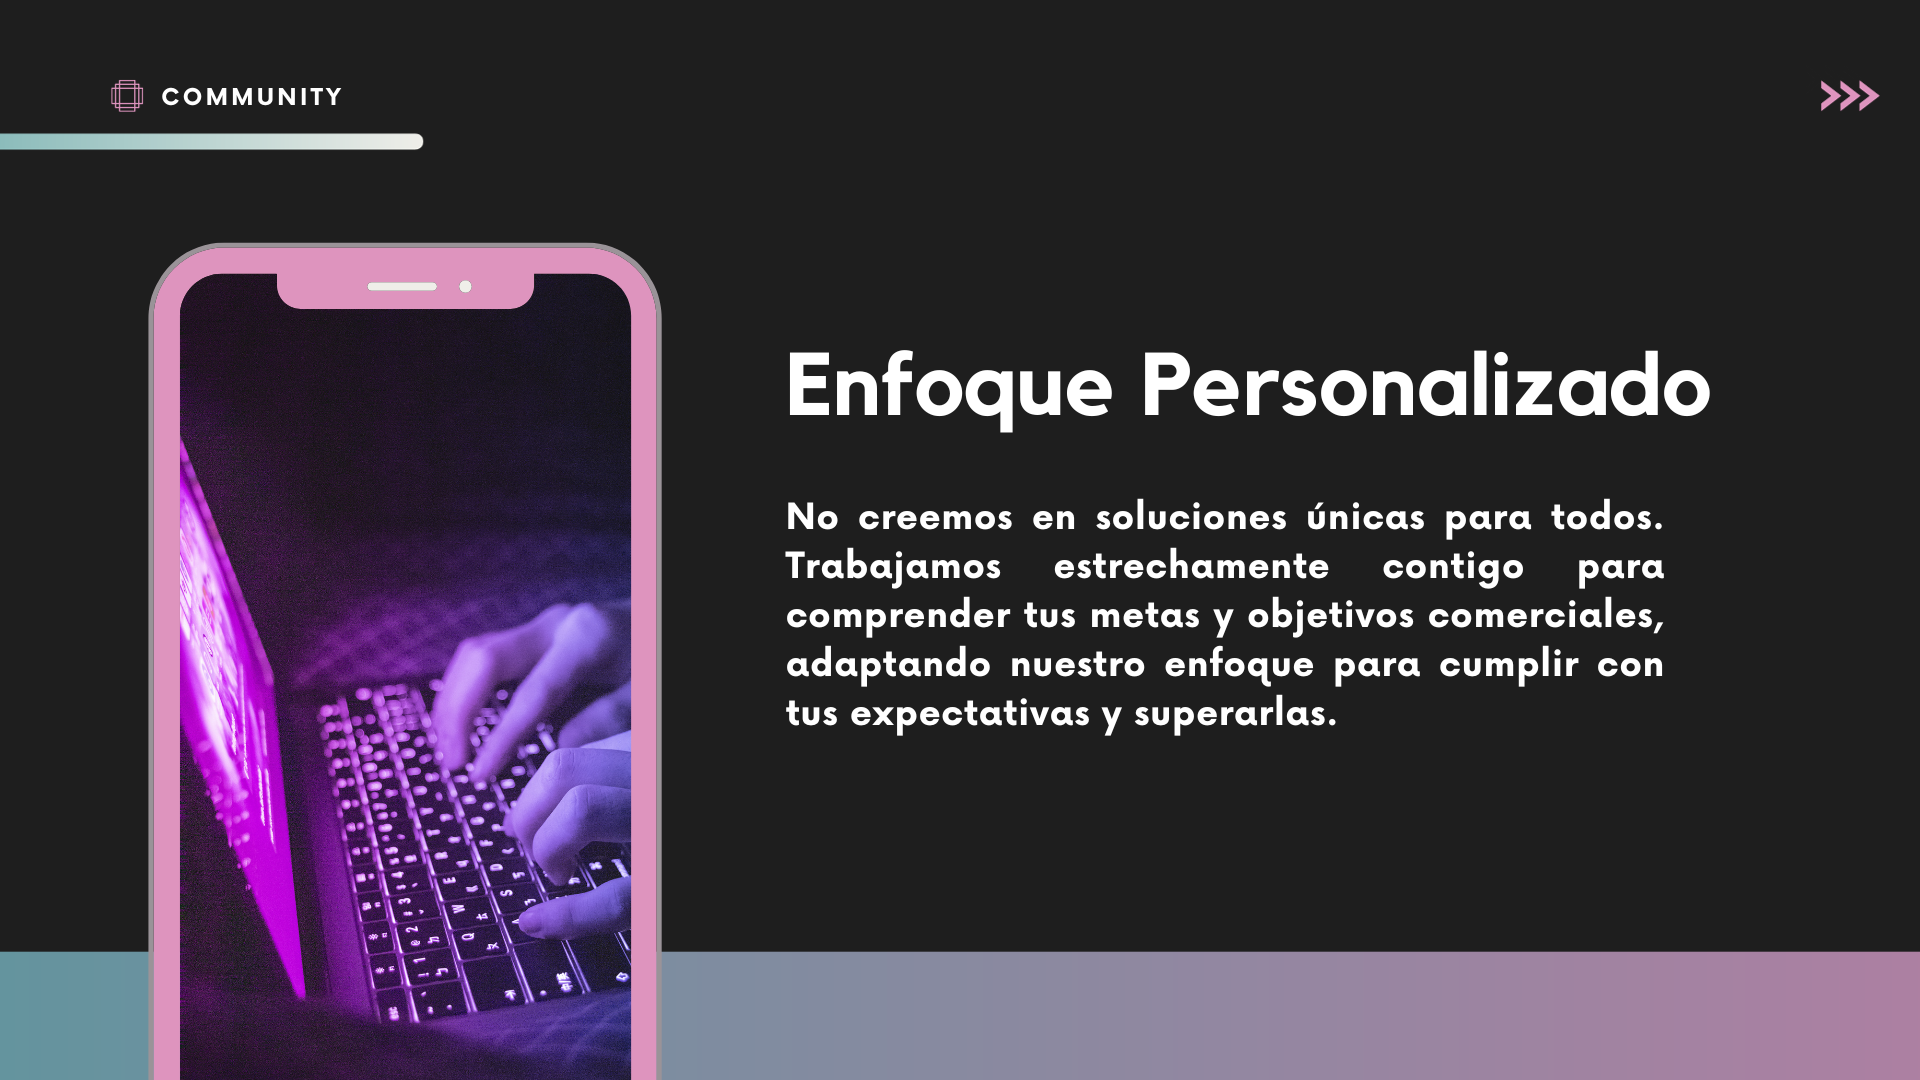 COMMUNITY
Enfoque Personalizado
No creemos en soluciones únicas para todos.
Trabajamos estrechamente contigo para
comprender tus metas y objetivos comerciales,
adaptando nuestro enfoque para cumplir con
tus expectativas y superarlas.